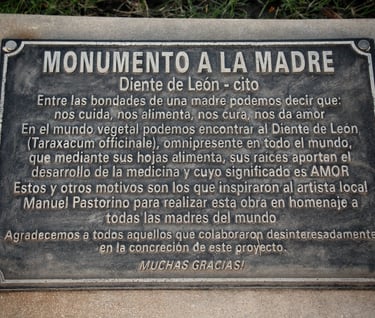 MONUMENTO A LA MADRE
Diente de León - cito
Entre las bondades de una madre podemos decir que:
nos cuida, nos alimenta, nos cura, nos da amor
En el mundo vegetal podemos encontrar al Diente de León
(Taraxacum officinale), omnipresente en todo el mundo,
que mediante sus hojas alimenta, sus raíces aportan el
desarrollo de la medicina y cuyo significado es AMOR
Estos y otros motivos son los que inspiraron al artista local
Manuel Pastorino para realizar esta obra en homenaje a
todas las madres del mundo
Agradecemos a todos aquellos que colaboraron desinteresadamente
en la concreción de este proyecto.
MUCHAS GRACIAS!